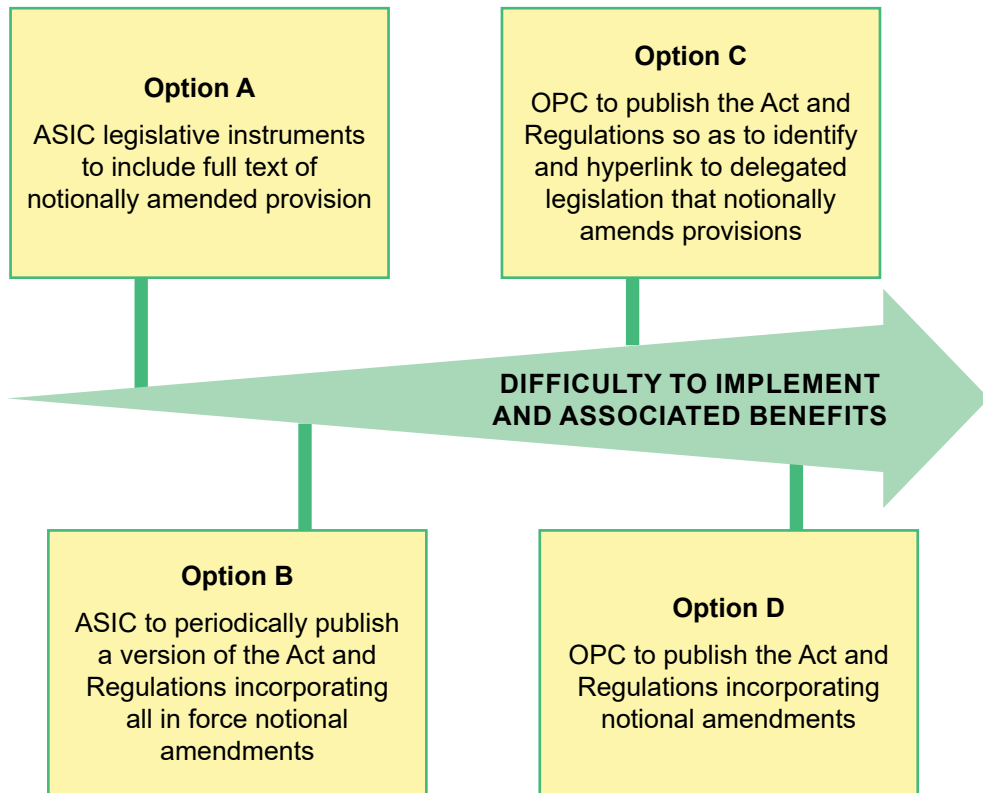 Option A
ASIC legislative instruments
to include full text of
notionally amended provision
Option C
OPC to publish the Act and
Regulations so as to identify
and hyperlink to delegated
legislation that notionally
amends provisions
DIFFICULTY TO IMPLEMENT
AND ASSOCIATED BENEFITS
Option B
ASIC to periodically publish
a version of the Act and
Regulations incorporating
all in force notional
amendments
Option D
OPC to publish the Act and
Regulations incorporating
notional amendments